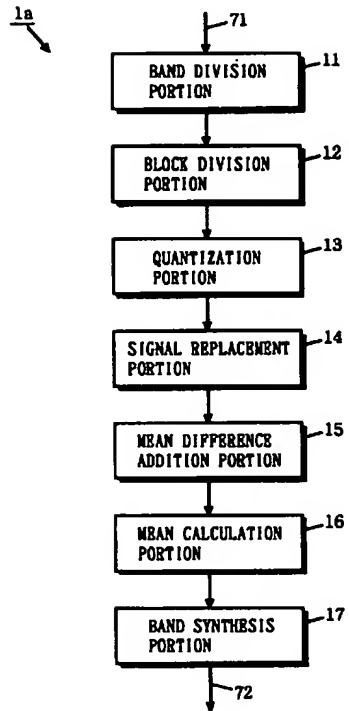 1a
71
11
BAND DIVISION
PORTION
12
BLOCK DIVISION
PORTION
13
QUANTIZATION
PORTION
14
SIGNAL REPLACEMENT
PORTION
15
MEAN DIFFERENCE
ADDITION PORTION
16
MEAN CALCULATION
PORTION
17
BAND SYNTHESIS
PORTION
72